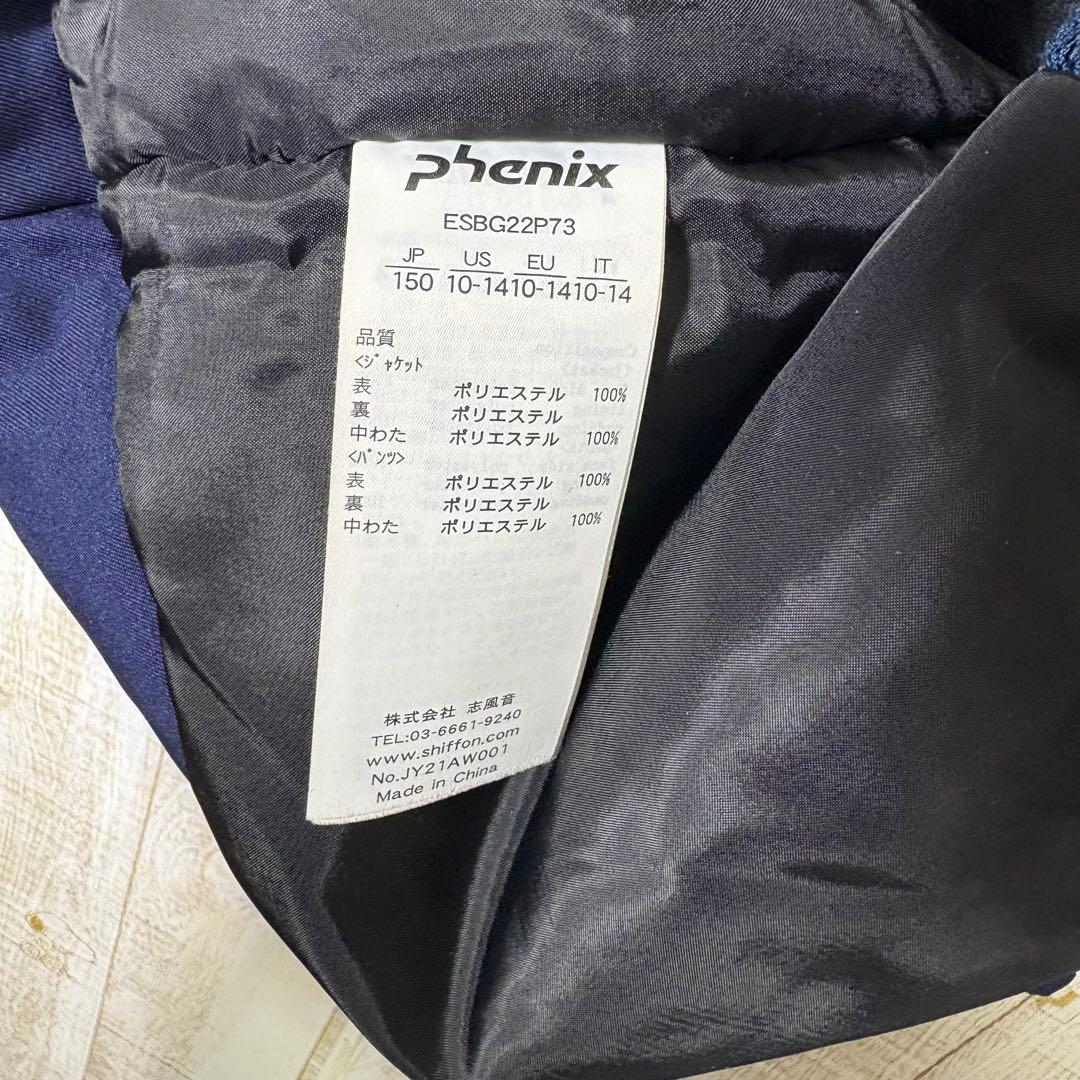 phenix
ESBG22P73
JP US EU IT
150 10-14 10-14 10-14
品質
<ｼﾞｬｹｯﾄ
表 ポリエステル 100%
裏 ポリエステル
中わた ポリエステル 100%
<ﾊﾟﾝﾂ>
表 ポリエステル 100%
裏 ポリエステル
中わた ポリエステル 100%
株式会社 志風音
TEL:03-6661-9240
www.shiffon.com
No.JY21AW001
Made in China